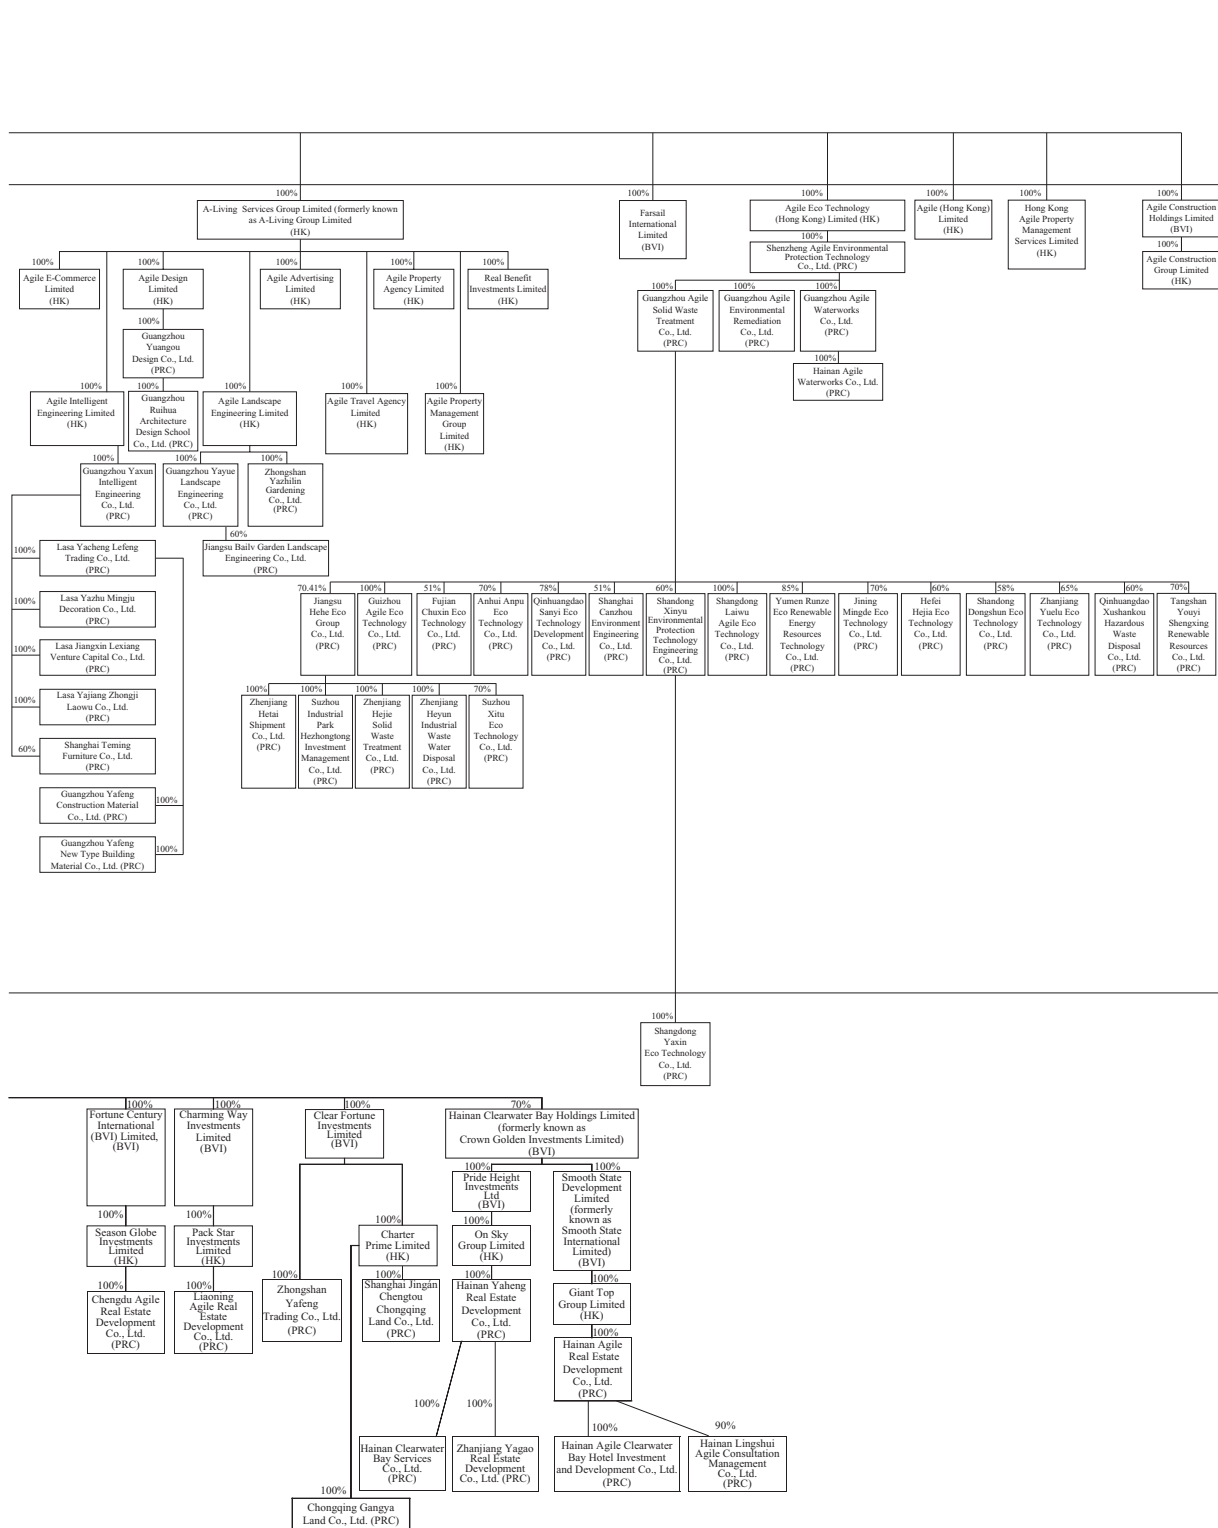 100%
A-Living Services Group Limited (formerly known
as A-Living Group Limited
(HK)
100%
Farsail
International
Limited
(BVI)
100%
Agile Eco Technology
(Hong Kong) Limited (HK)
100%
Agile (Hong Kong)
Limited
(HK)
100%
Hong Kong
Agile Property
Management
Services Limited
(HK)
100%
Agile Construction
Holdings Limited
(BVI)
100%
Agile Construction
Group Limited
(HK)
100%
Shenzheng Agile Environmental
Protection Technology
Co., Ltd. (PRC)
100%
Agile E-Commerce
Limited
(HK)
100%
Agile Design
Limited
(HK)
100%
Agile Advertising
Limited
(HK)
100%
Agile Property
Agency Limited
(HK)
100%
Real Benefit
Investments Limited
(HK)
100%
Guangzhou Agile
Solid Waste
Treatment
Co., Ltd.
(PRC)
100%
Guangzhou Agile
Environmental
Remediation
Co., Ltd.
(PRC)
100%
Guangzhou Agile
Waterworks
Co., Ltd.
(PRC)
100%
Hainan Agile
Waterworks Co., Ltd.
(PRC)
100%
Guangzhou
Yuangou
Design Co., Ltd.
(PRC)
100%
Agile Intelligent
Engineering Limited
(HK)
100%
Guangzhou
Ruihua
Architecture
Design School
Co., Ltd. (PRC)
100%
Agile Landscape
Engineering Limited
(HK)
100%
Agile Travel Agency
Limited
(HK)
100%
Agile Property
Management
Group
Limited
(HK)
100%
Guangzhou Yaxun
Intelligent
Engineering
Co., Ltd.
(PRC)
100%
Guangzhou Yayue
Landscape
Engineering
Co., Ltd.
(PRC)
100%
Zhongshan
Yazhilin
Gardening
Co., Ltd.
(PRC)
60%
Jiangsu Bailv Garden Landscape
Engineering Co., Ltd.
(PRC)
100%
Lasa Yacheng Lefeng
Trading Co., Ltd.
(PRC)
100%
Lasa Yazhu Mingju
Decoration Co., Ltd.
(PRC)
100%
Lasa Jiangxin Lexiang
Venture Capital Co., Ltd.
(PRC)
100%
Lasa Yajiang Zhongji
Laowu Co., Ltd.
(PRC)
60%
Shanghai Teming
Furniture Co., Ltd.
(PRC)
100%
Guangzhou Yafeng
Construction Material
Co., Ltd. (PRC)
100%
Guangzhou Yafeng
New Type Building
Material Co., Ltd. (PRC)
70.41%
Jiangsu
Hehe Eco
Group
Co., Ltd.
(PRC)
100%
Guizhou
Agile Eco
Technology
Co., Ltd.
(PRC)
51%
Fujian
Chuxin Eco
Technology
Co., Ltd.
(PRC)
70%
Anhui Anpu
Eco
Technology
Co., Ltd.
(PRC)
78%
Qinhuangdao
Sanyi Eco
Technology
Development
Co., Ltd.
(PRC)
51%
Shanghai
Canzhou
Environment
Engineering
Co., Ltd.
(PRC)
60%
Shandong
Xinyu
Environmental
Protection
Technology
Engineering
Co., Ltd.
(PRC)
100%
Shangdong
Laiwu
Agile Eco
Technology
Co., Ltd.
(PRC)
85%
Yumen Runze
Eco Renewable
Energy
Resources
Technology
Co., Ltd.
(PRC)
70%
Jining
Mingde Eco
Technology
Co., Ltd.
(PRC)
60%
Hefei
Hejia Eco
Technology
Co., Ltd.
(PRC)
58%
Shandong
Dongshun Eco
Technology
Co., Ltd.
(PRC)
65%
Zhanjiang
Yuelu Eco
Technology
Co., Ltd.
(PRC)
60%
Qinhuangdao
Xushankou
Hazardous
Waste
Disposal
Co., Ltd.
(PRC)
70%
Tangshan
Youyi
Shengxing
Renewable
Resources
Co., Ltd.
(PRC)
100%
Zhenjiang
Hetai
Shipment
Co., Ltd.
(PRC)
100%
Suzhou
Industrial
Park
Hezhongtong
Investment
Management
Co., Ltd.
(PRC)
100%
Zhenjiang
Hejie
Solid
Waste
Treatment
Co., Ltd.
(PRC)
100%
Zhenjiang
Heyun
Industrial
Waste
Water
Disposal
Co., Ltd.
(PRC)
70%
Suzhou
Xitu
Eco
Technology
Co., Ltd.
(PRC)
100%
Shangdong
Yaxin
Eco Technology
Co., Ltd.
(PRC)
100%
Fortune Century
International
(BVI) Limited,
(BVI)
100%
Charming Way
Investments
Limited
(BVI)
100%
Clear Fortune
Investments
Limited
(BVI)
70%
Hainan Clearwater Bay Holdings Limited
(formerly known as
Crown Golden Investments Limited)
(BVI)
100%
Pride Height
Investments
Ltd
(BVI)
100%
Smooth State
Development
Limited
(formerly
known as
Smooth State
International
Limited)
(BVI)
100%
Season Globe
Investments
Limited
(HK)
100%
Pack Star
Investments
Limited
(HK)
100%
Charter
Prime Limited
(HK)
100%
On Sky
Group Limited
(HK)
100%
Chengdu Agile
Real Estate
Development
Co., Ltd.
(PRC)
100%
Liaoning
Agile Real
Estate
Development
Co., Ltd.
(PRC)
100%
Zhongshan
Yafeng
Trading Co., Ltd.
(PRC)
100%
Shanghai Jingán
Chengtou
Chongqing
Land Co., Ltd.
(PRC)
100%
Hainan Yaheng
Real Estate
Development
Co., Ltd.
(PRC)
100%
Giant Top
Group Limited
(HK)
100%
Hainan Agile
Real Estate
Development
Co., Ltd.
(PRC)
100%
Hainan Clearwater
Bay Services
Co., Ltd.
(PRC)
100%
Zhanjiang Yagao
Real Estate
Development
Co., Ltd. (PRC)
100%
Hainan Agile Clearwater
Bay Hotel Investment
and Development Co., Ltd.
(PRC)
90%
Hainan Lingshui
Agile Consultation
Management
Co., Ltd.
(PRC)
100%
Chongqing Gangya
Land Co., Ltd. (PRC)